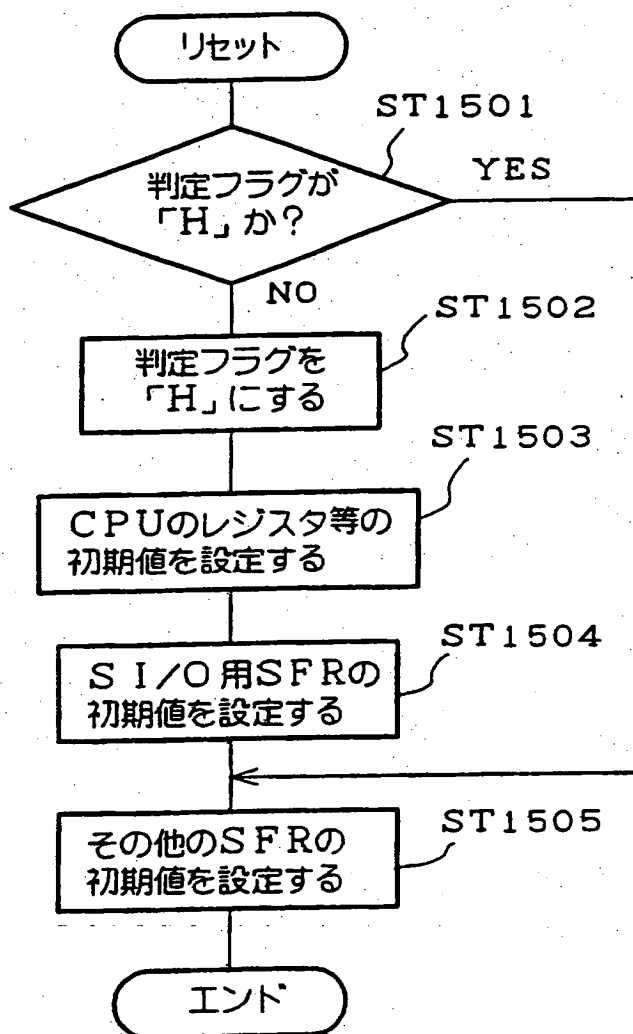 リセット
ST1501
判定フラグが
「H」か?
YES
NO
ST1502
判定フラグを
「H」にする
ST1503
CPUのレジスタ等の
初期値を設定する
ST1504
SI/O用SFRの
初期値を設定する
ST1505
その他のSFRの
初期値を設定する
エンド